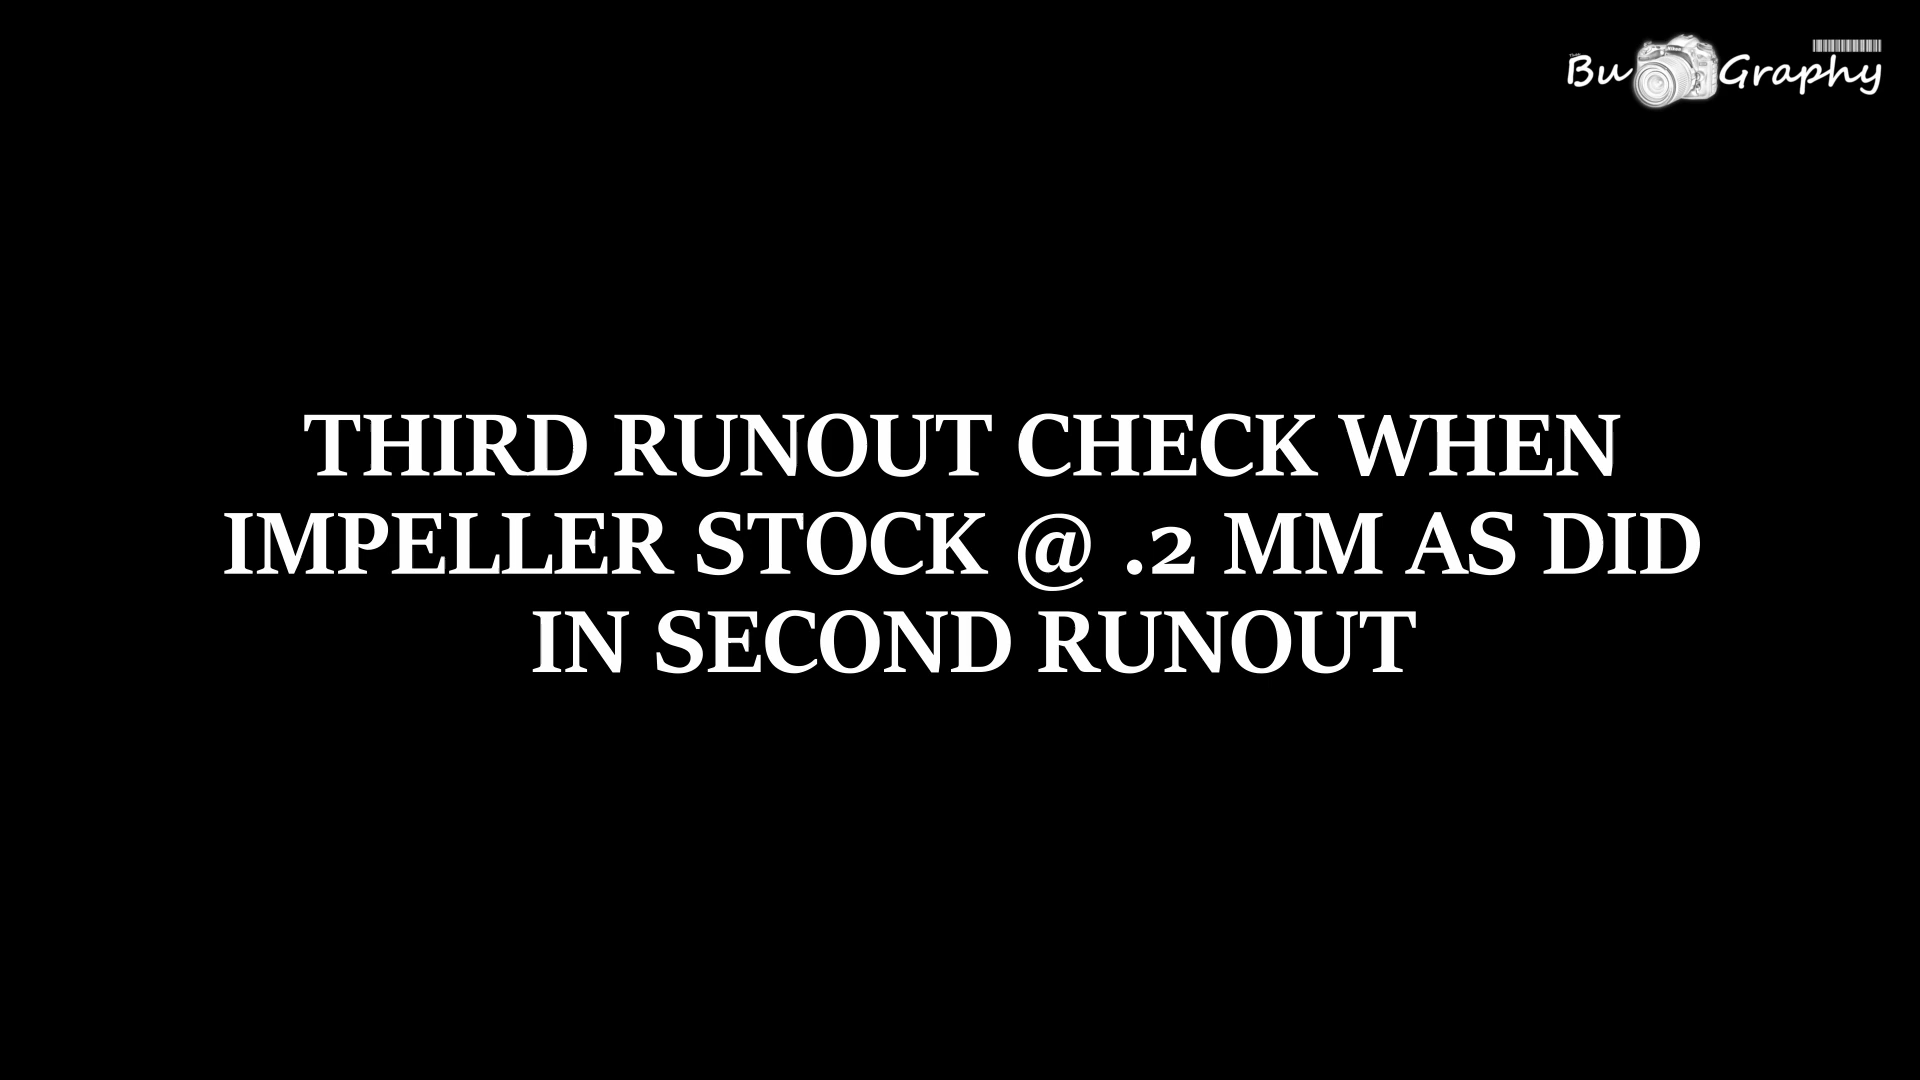 Bu Graphy
THIRD RUNOUT CHECK WHEN
IMPELLER STOCK @ .2 MM AS DID
IN SECOND RUNOUT